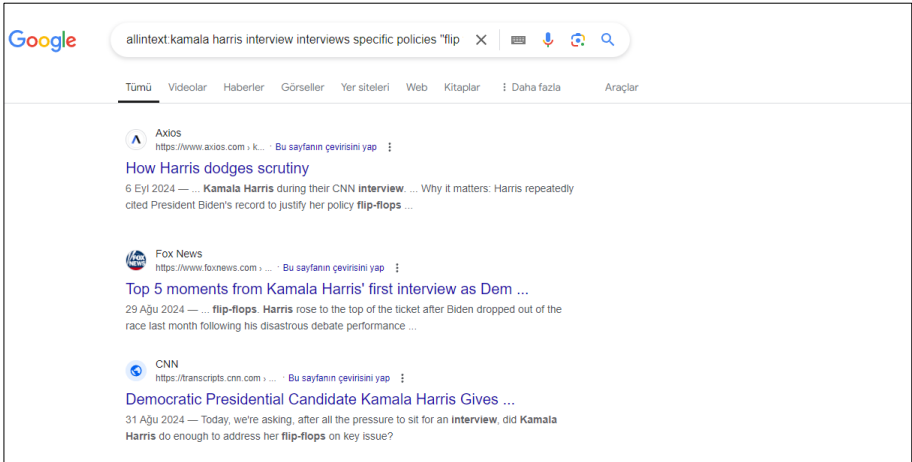 Google
allintext:kamala harris interview interviews specific policies "flip
Tümü Videolar Haberler Görseller Yer siteleri Web Kitaplar Daha fazla Araçlar
Axios
https://www.axios.com › k... · Bu sayfanın çevirisini yap
How Harris dodges scrutiny
6 Eyl 2024 — ... Kamala Harris during their CNN interview. ... Why it matters: Harris repeatedly
cited President Biden's record to justify her policy flip-flops ...
FOX NEWS
Fox News
https://www.foxnews.com › ... · Bu sayfanın çevirisini yap
Top 5 moments from Kamala Harris' first interview as Dem ...
29 Ağu 2024 — ... flip-flops. Harris rose to the top of the ticket after Biden dropped out of the
race last month following his disastrous debate performance ...
CNN
https://transcripts.cnn.com › ... · Bu sayfanın çevirisini yap
Democratic Presidential Candidate Kamala Harris Gives ...
31 Ağu 2024 — Today, we're asking, after all the pressure to sit for an interview, did Kamala
Harris do enough to address her flip-flops on key issue?